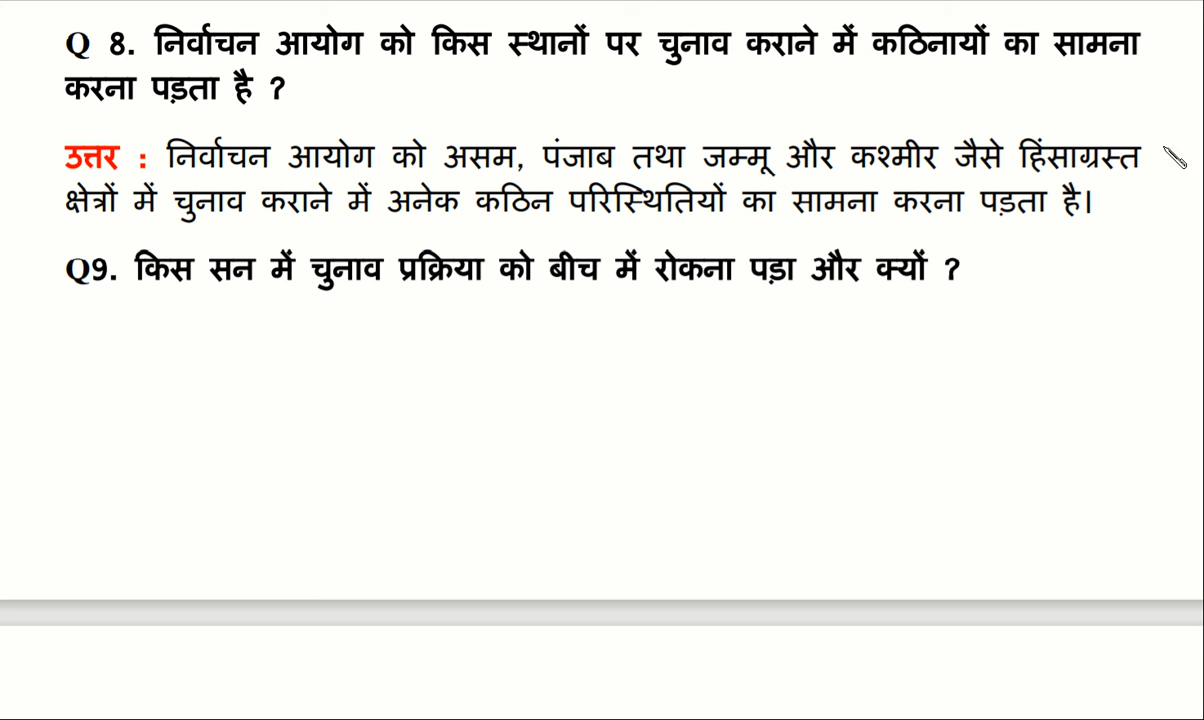 Q 8. निर्वाचन आयोग को किस स्थानों पर चुनाव कराने में कठिनायों का सामना
करना पड़ता है ?
उत्तर : निर्वाचन आयोग को असम, पंजाब तथा जम्मू और कश्मीर जैसे हिंसाग्रस्त
क्षेत्रों में चुनाव कराने में अनेक कठिन परिस्थितियों का सामना करना पड़ता है।
Q9. किस सन में चुनाव प्रक्रिया को बीच में रोकना पड़ा और क्यों ?